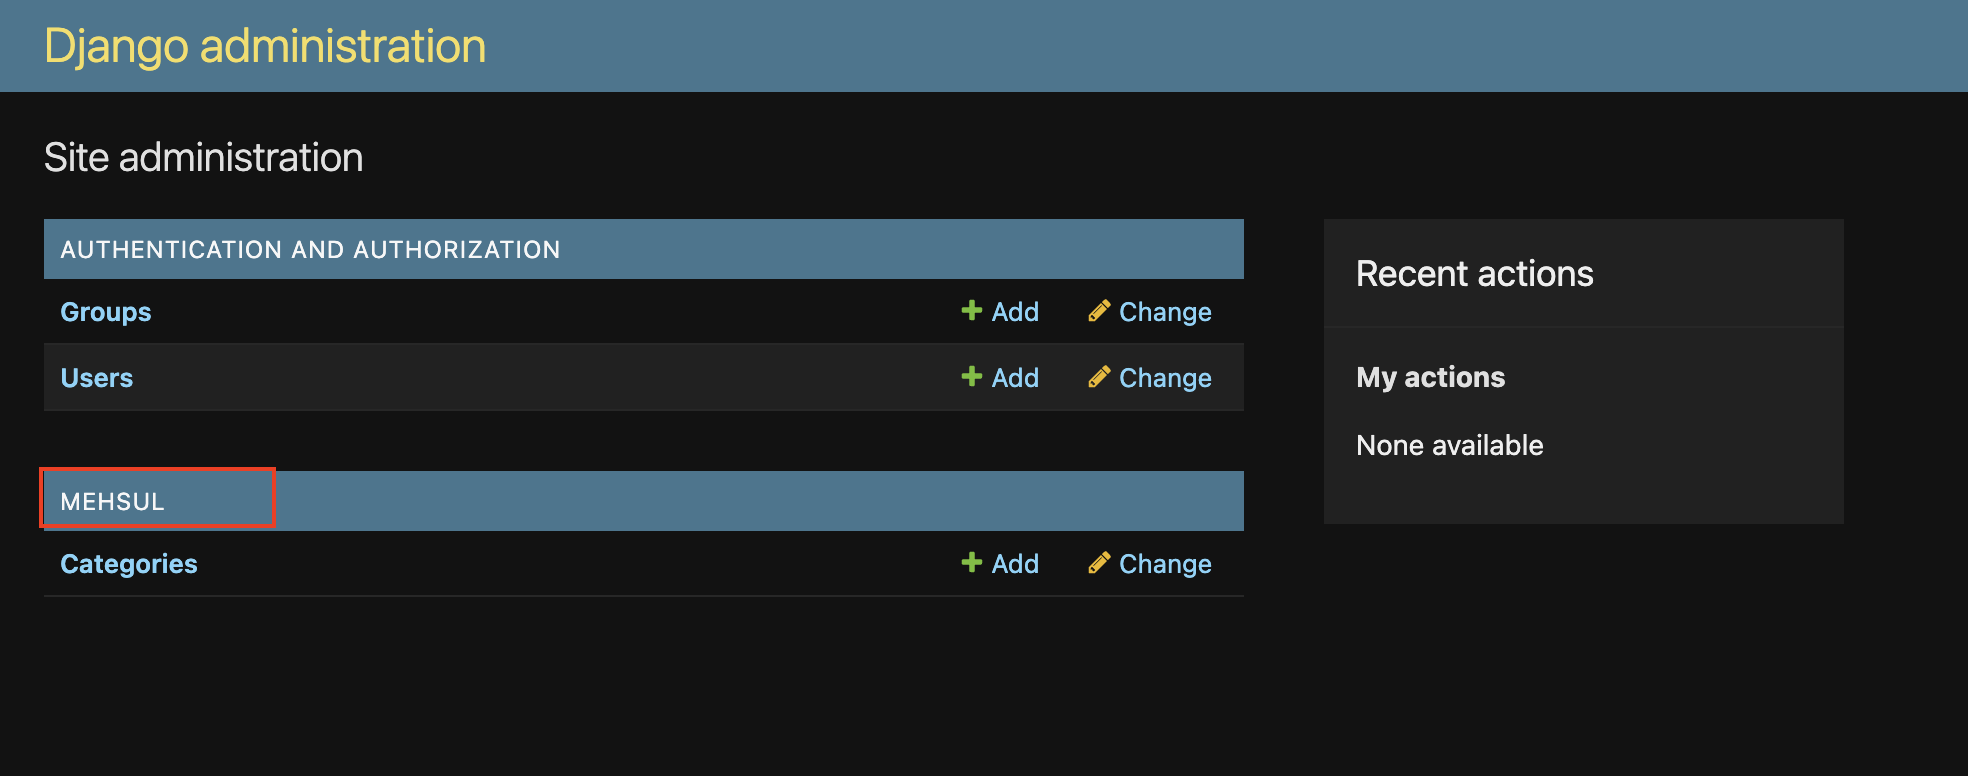 Django administration
Site administration
AUTHENTICATION AND AUTHORIZATION
Groups Add Change
Users Add Change
MEHSUL
Categories Add Change
Recent actions
My actions
None available